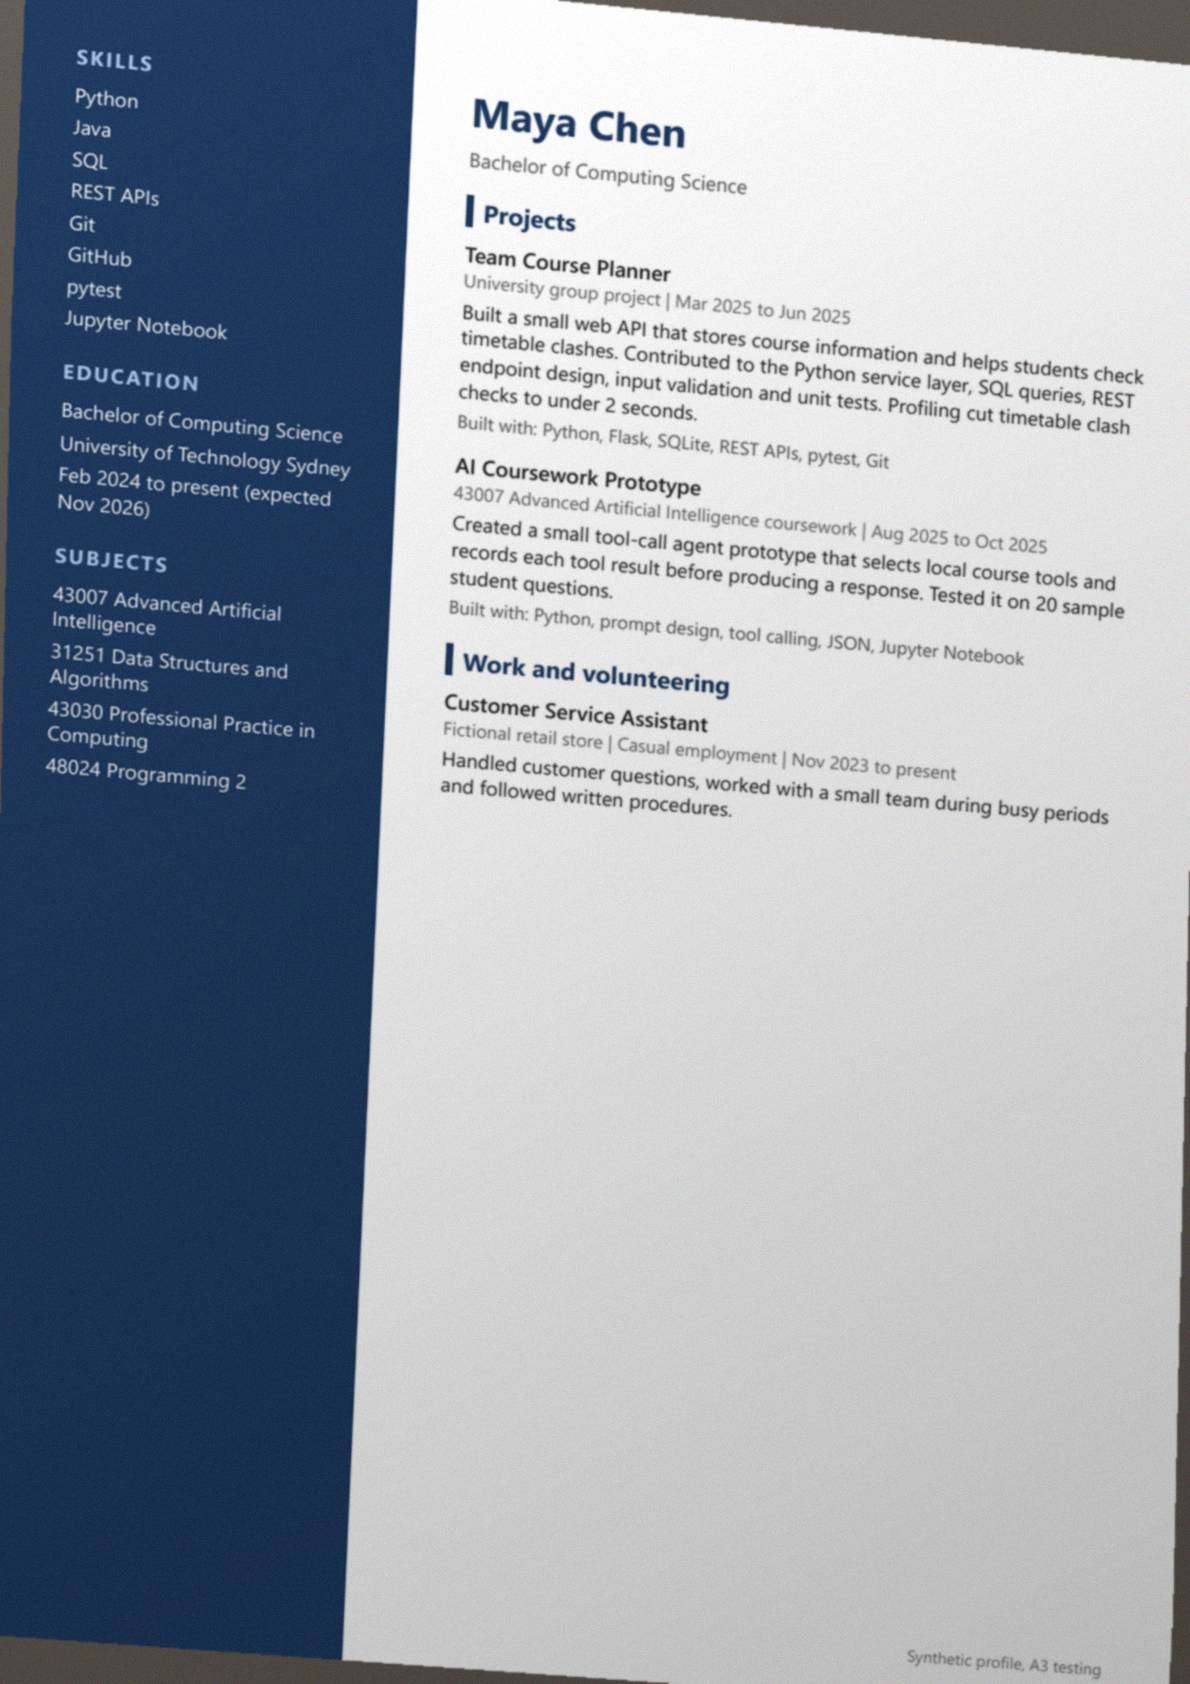 SKILLS
Python
Java
SQL
REST APIs
Git
GitHub
pytest
Jupyter Notebook
EDUCATION
Bachelor of Computing Science
University of Technology Sydney
Feb 2024 to present (expected
Nov 2026)
SUBJECTS
43007 Advanced Artificial
Intelligence
31251 Data Structures and
Algorithms
43030 Professional Practice in
Computing
48024 Programming 2
Maya Chen
Bachelor of Computing Science
Projects
Team Course Planner
University group project | Mar 2025 to Jun 2025
Built a small web API that stores course information and helps students check
timetable clashes. Contributed to the Python service layer, SQL queries, REST
endpoint design, input validation and unit tests. Profiling cut timetable clash
checks to under 2 seconds.
Built with: Python, Flask, SQLite, REST APIs, pytest, Git
AI Coursework Prototype
43007 Advanced Artificial Intelligence coursework | Aug 2025 to Oct 2025
Created a small tool-call agent prototype that selects local course tools and
records each tool result before producing a response. Tested it on 20 sample
student questions.
Built with: Python, prompt design, tool calling, JSON, Jupyter Notebook
Work and volunteering
Customer Service Assistant
Fictional retail store | Casual employment | Nov 2023 to present
Handled customer questions, worked with a small team during busy periods
and followed written procedures.
Synthetic profile, A3 testing